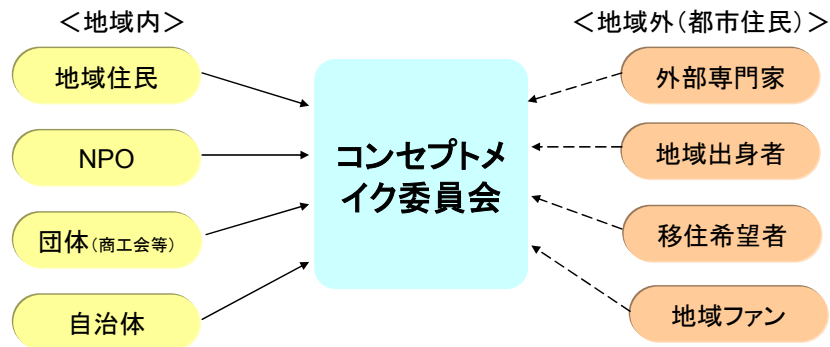 ＜地域内＞
地域住民
NPO
団体（商工会等）
自治体
コンセプトメ
イク委員会
＜地域外（都市住民）＞
外部専門家
地域出身者
移住希望者
地域ファン